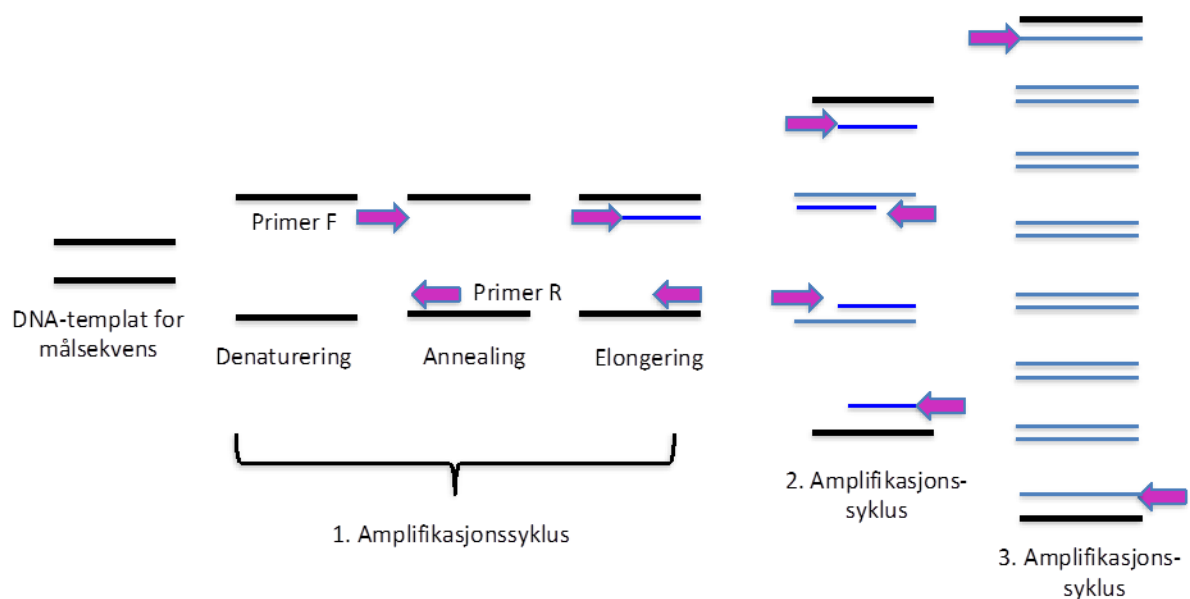 DNA-templat for
målsekvens
Primer F
Primer R
Denaturering
Annealing
Elongering
1. Amplifikasjonssyklus
2. Amplifikasjons-
syklus
3. Amplifikasjons-
syklus